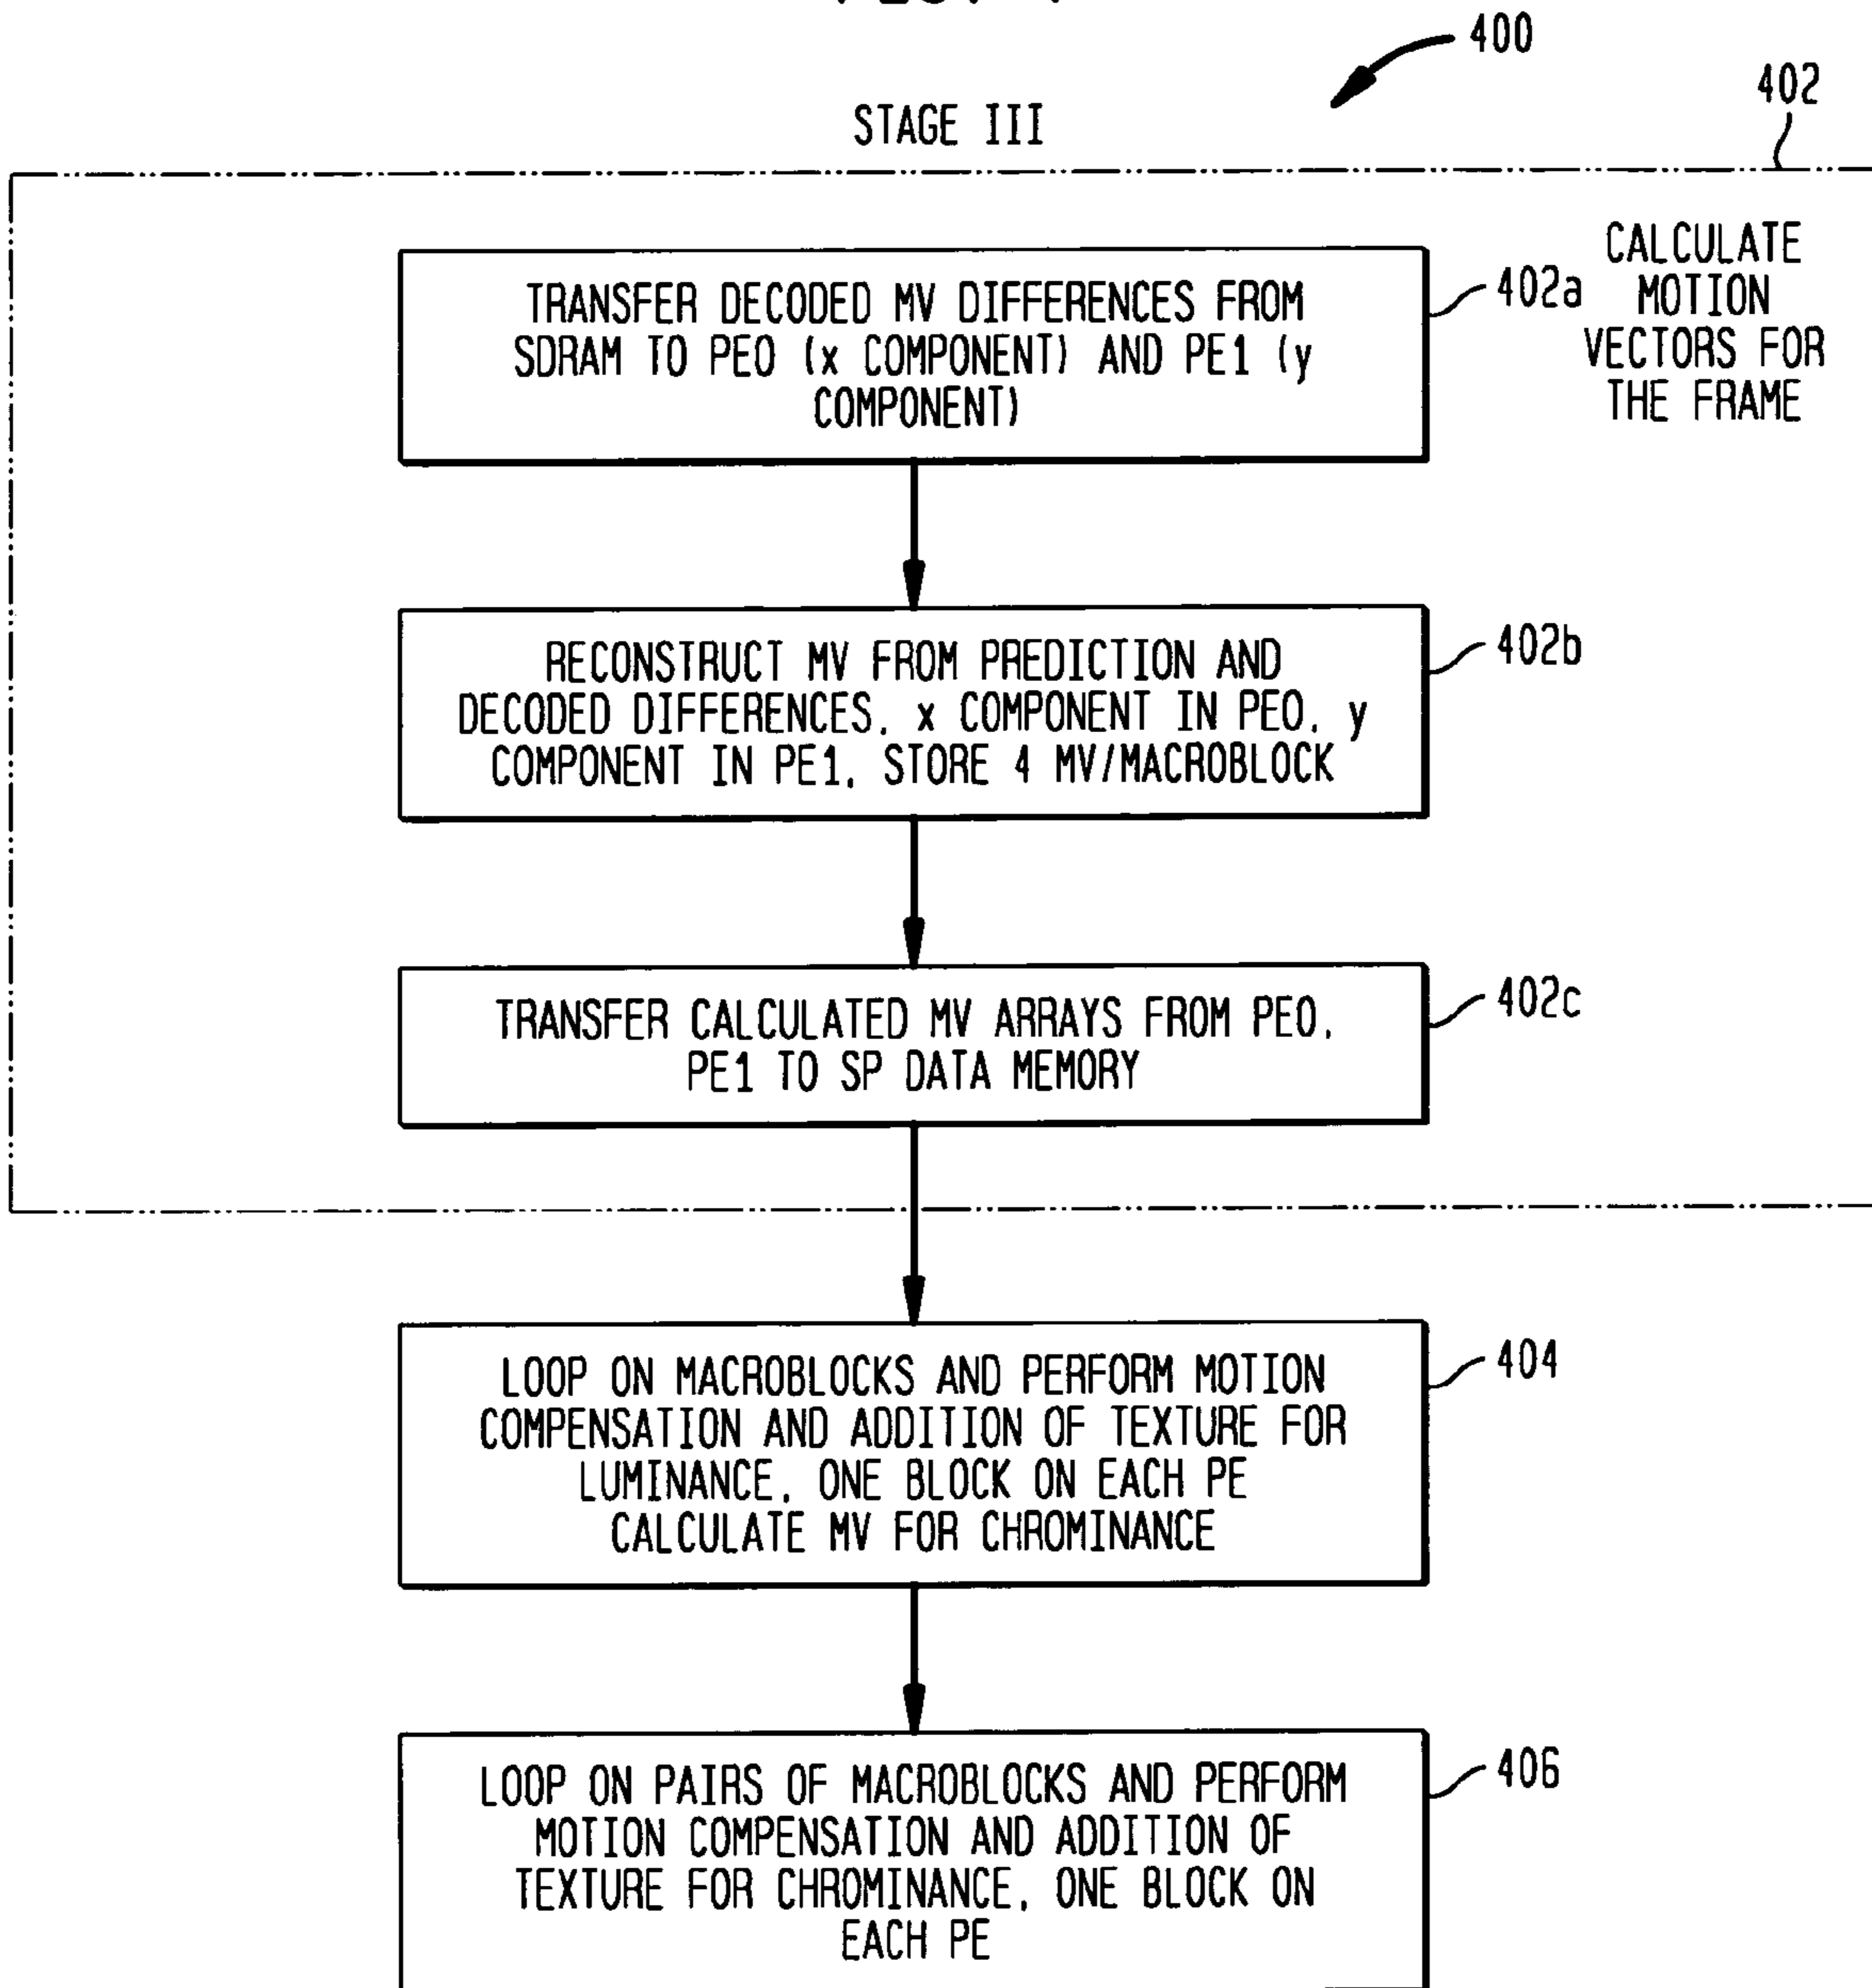 400
STAGE III
402
CALCULATE
MOTION
VECTORS FOR
THE FRAME
TRANSFER DECODED MV DIFFERENCES FROM
SDRAM TO PE0 (x COMPONENT) AND PE1 (y
COMPONENT)
402a
RECONSTRUCT MV FROM PREDICTION AND
DECODED DIFFERENCES, x COMPONENT IN PE0, y
COMPONENT IN PE1, STORE 4 MV/MACROBLOCK
402b
TRANSFER CALCULATED MV ARRAYS FROM PE0,
PE1 TO SP DATA MEMORY
402c
LOOP ON MACROBLOCKS AND PERFORM MOTION
COMPENSATION AND ADDITION OF TEXTURE FOR
LUMINANCE, ONE BLOCK ON EACH PE
CALCULATE MV FOR CHROMINANCE
404
LOOP ON PAIRS OF MACROBLOCKS AND PERFORM
MOTION COMPENSATION AND ADDITION OF
TEXTURE FOR CHROMINANCE, ONE BLOCK ON
EACH PE
406